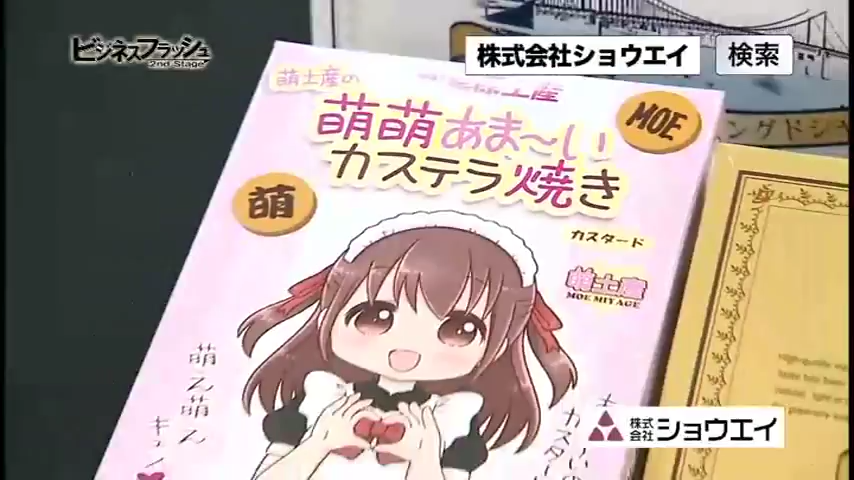 ビジネスフラッシュ
2nd Stage
株式会社ショウエイ 検索
萌土産の
萌萌あま〜い
カステラ焼き
MOE
萌
カスタード
萌土産
MOE MIYAGE
萌え萌え
キュン
株式会社ショウエイ